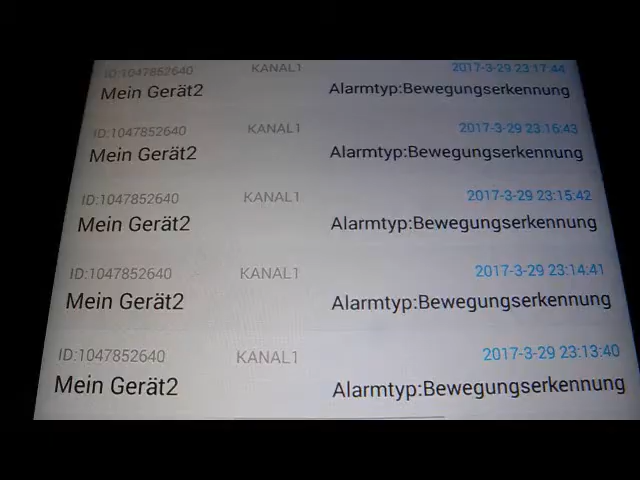 ID:1047852640 KANAL1 2017-3-29 23:17:44
Mein Gerät2 Alarmtyp:Bewegungserkennung
ID:1047852640 KANAL1 2017-3-29 23:16:43
Mein Gerät2 Alarmtyp:Bewegungserkennung
ID:1047852640 KANAL1 2017-3-29 23:15:42
Mein Gerät2 Alarmtyp:Bewegungserkennung
ID:1047852640 KANAL1 2017-3-29 23:14:41
Mein Gerät2 Alarmtyp:Bewegungserkennung
ID:1047852640 KANAL1 2017-3-29 23:13:40
Mein Gerät2 Alarmtyp:Bewegungserkennung